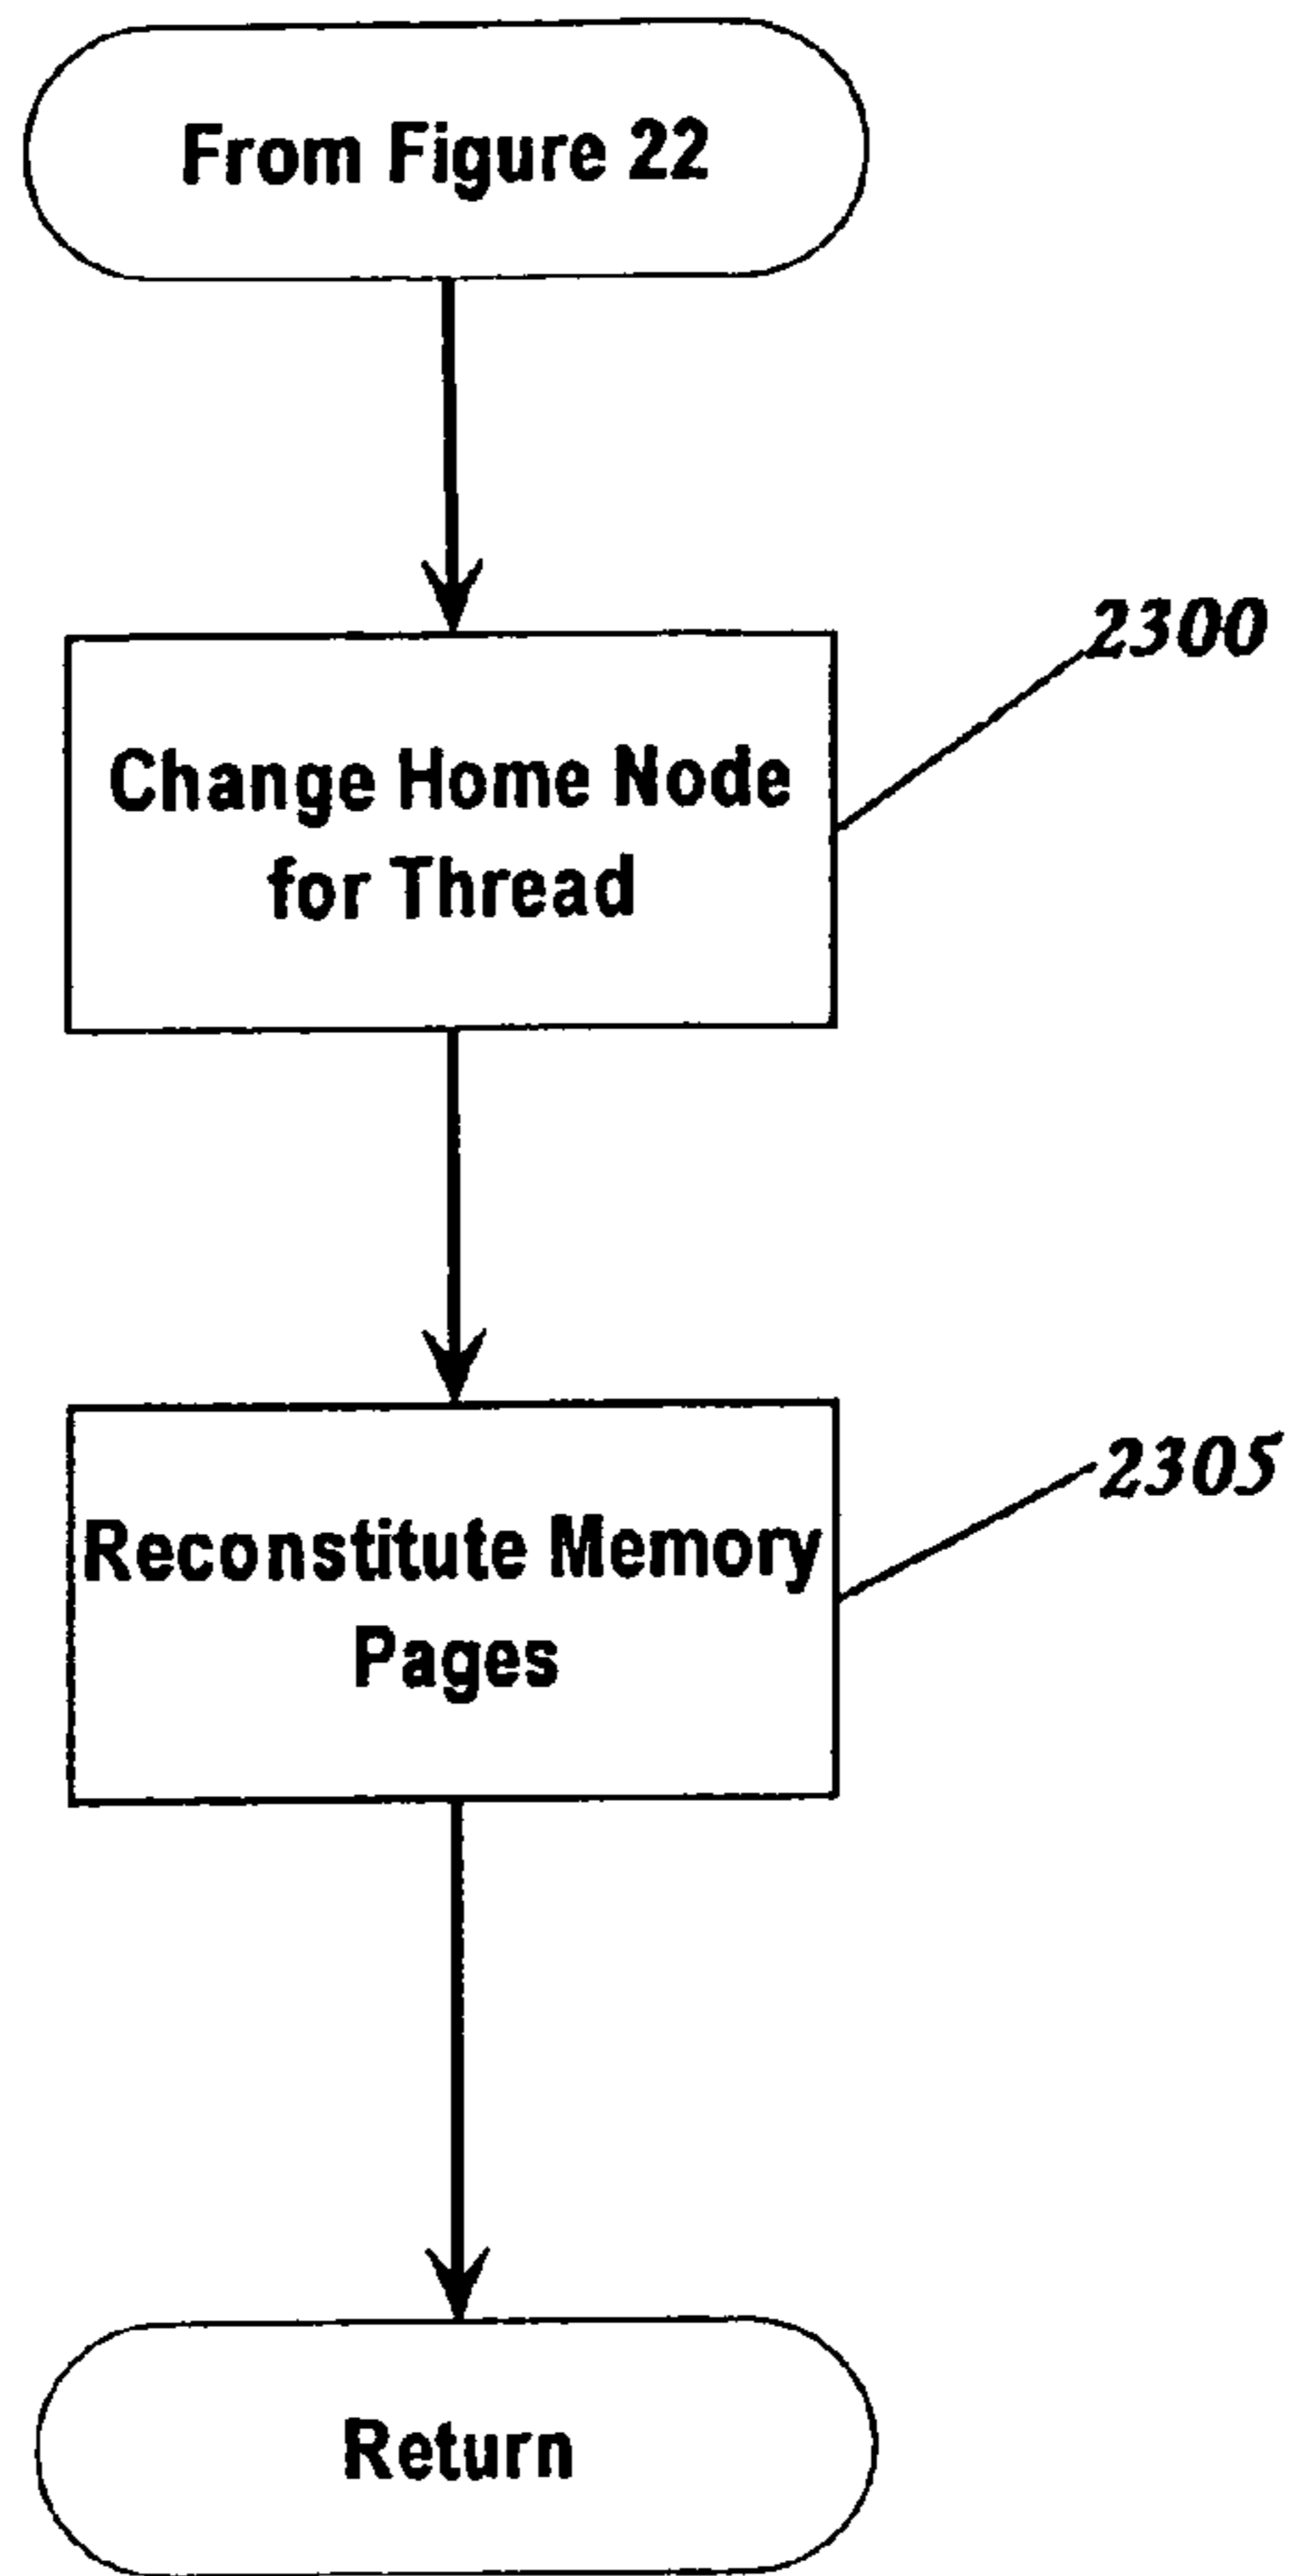 From Figure 22
2300
Change Home Node
for Thread
2305
Reconstitute Memory
Pages
Return